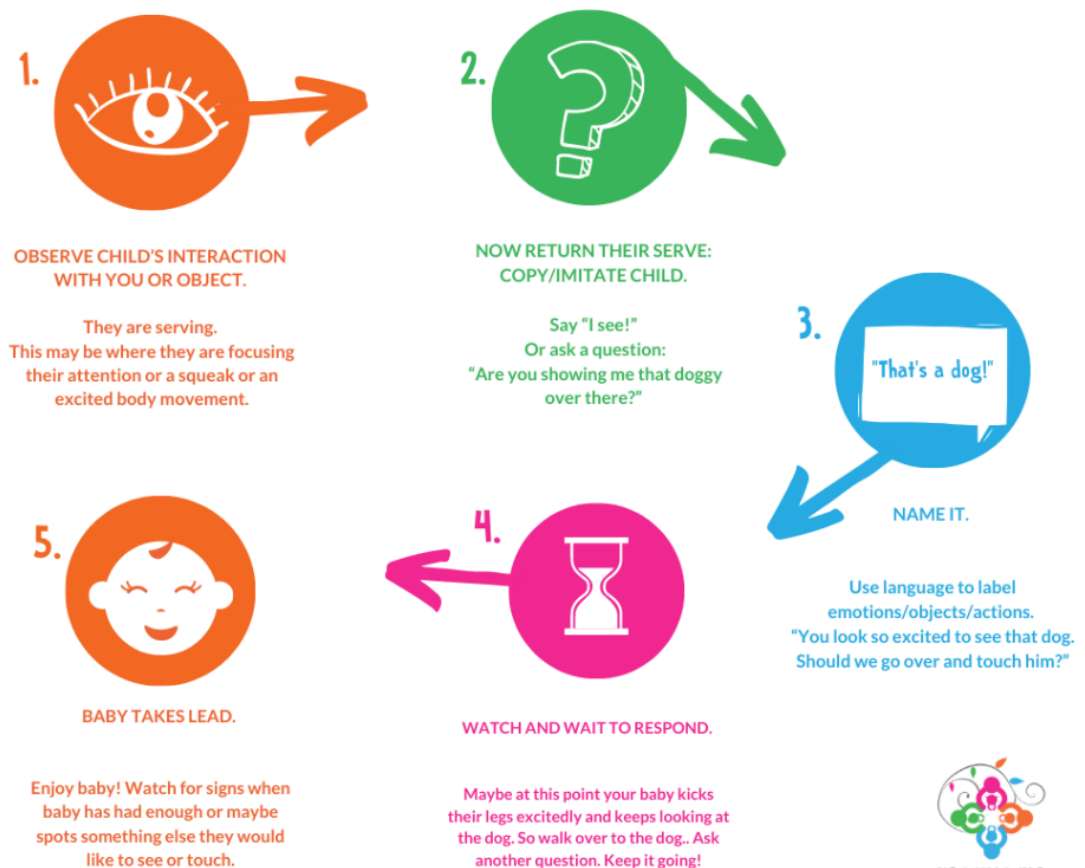 1.
OBSERVE CHILD'S INTERACTION
WITH YOU OR OBJECT.
They are serving.
This may be where they are focusing
their attention or a squeak or an
excited body movement.
2.
NOW RETURN THEIR SERVE:
COPY/IMITATE CHILD.
Say “I see!”
Or ask a question:
“Are you showing me that doggy
over there?”
3.
"That's a dog!"
NAME IT.
Use language to label
emotions/objects/actions.
“You look so excited to see that dog.
Should we go over and touch him?”
4.
WATCH AND WAIT TO RESPOND.
Maybe at this point your baby kicks
their legs excitedly and keeps looking at
the dog. So walk over to the dog.. Ask
another question. Keep it going!
5.
BABY TAKES LEAD.
Enjoy baby! Watch for signs when
baby has had enough or maybe
spots something else they would
like to see or touch.